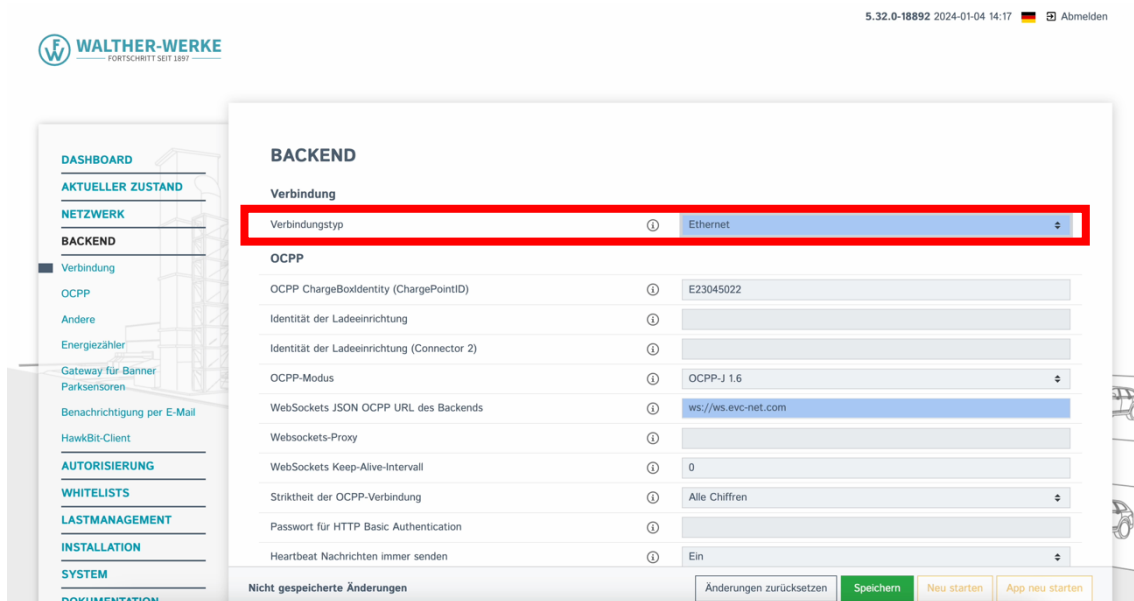 5.32.0-18892 2024-01-04 14:17 Abmelden
WALTHER-WERKE
FORTSCHRITT SEIT 1897
DASHBOARD
AKTUELLER ZUSTAND
NETZWERK
BACKEND
Verbindung
OCPP
Andere
Energiezähler
Gateway für Banner
Parksensoren
Benachrichtigung per E-Mail
HawkBit-Client
AUTORISIERUNG
WHITELISTS
LASTMANAGEMENT
INSTALLATION
SYSTEM
DOKUMENTATION
BACKEND
Verbindung
Verbindungstyp Ethernet
OCPP
OCPP ChargeBoxIdentity (ChargePointID) E23045022
Identität der Ladeeinrichtung
Identität der Ladeeinrichtung (Connector 2)
OCPP-Modus OCPP-J 1.6
WebSockets JSON OCPP URL des Backends ws://ws.evc-net.com
Websockets-Proxy
WebSockets Keep-Alive-Intervall 0
Striktheit der OCPP-Verbindung Alle Chiffren
Passwort für HTTP Basic Authentication
Heartbeat Nachrichten immer senden Ein
Nicht gespeicherte Änderungen Änderungen zurücksetzen Speichern Neu starten App neu starten